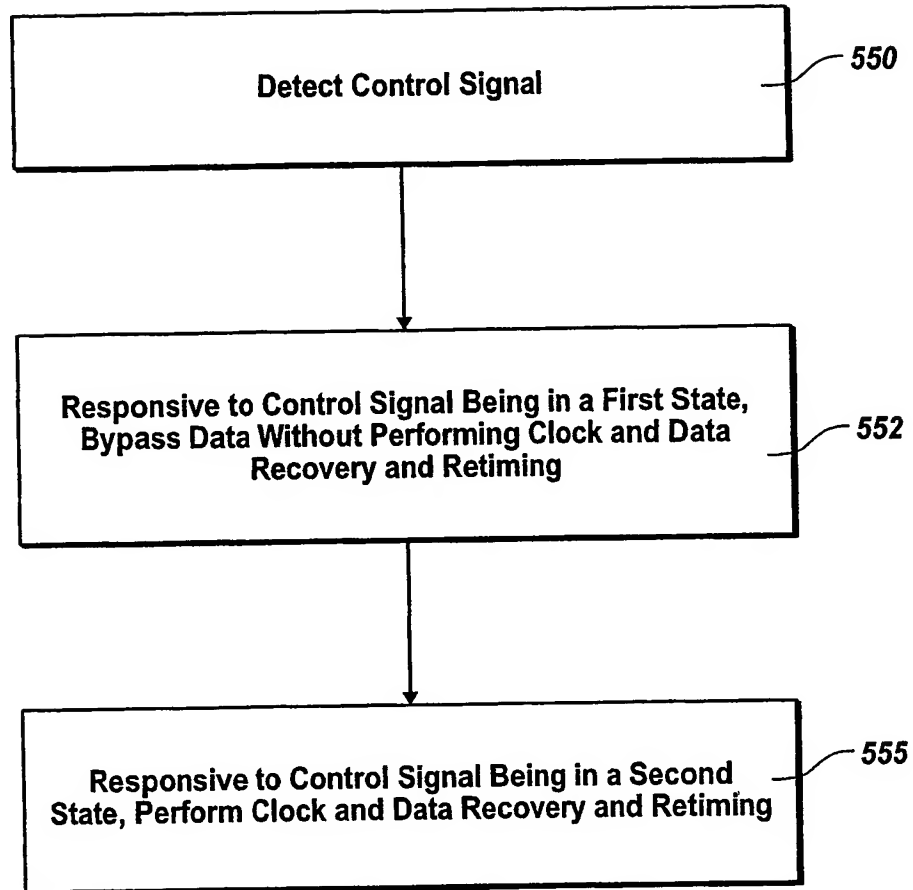 Detect Control Signal
550
Responsive to Control Signal Being in a First State,
Bypass Data Without Performing Clock and Data
Recovery and Retiming
552
Responsive to Control Signal Being in a Second
State, Perform Clock and Data Recovery and Retiming
555